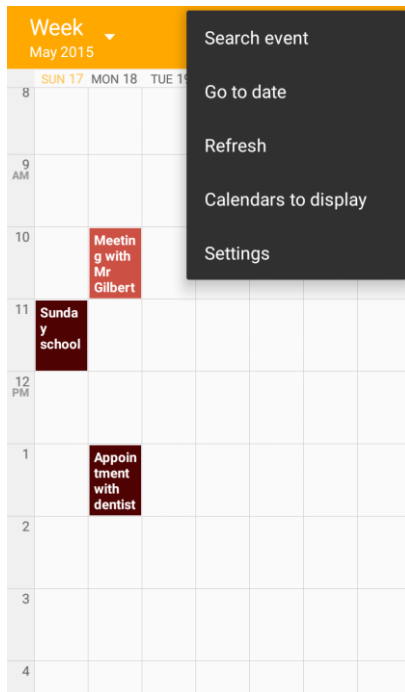 Week
May 2015
Search event
Go to date
Refresh
Calendars to display
Settings
SUN 17 MON 18 TUE 19
8
9
AM
10
Meetin
g with
Mr
Gilbert
11
Sunda
y
school
12
PM
1
Appoin
tment
with
dentist
2
3
4